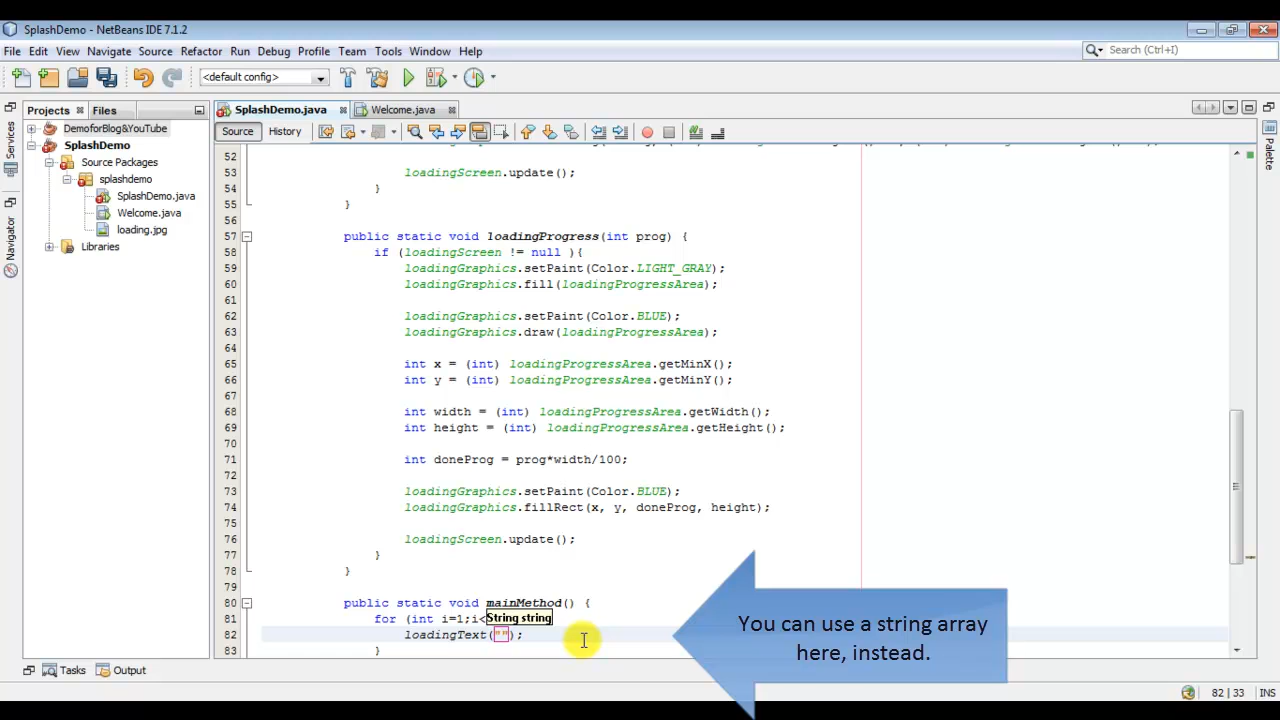 SplashDemo - NetBeans IDE 7.1.2
File Edit View Navigate Source Refactor Run Debug Profile Team Tools Window Help
Search (Ctrl+I)
<default config>
Projects Files
SplashDemo.java Welcome.java
Source History
Services
Navigator
Palette
DemoforBlog&YouTube
SplashDemo
Source Packages
splashdemo
SplashDemo.java
Welcome.java
loading.jpg
Libraries
52
53 loadingScreen.update();
54 }
55 }
56
57 public static void loadingProgress(int prog) {
58 if (loadingScreen != null ){
59 loadingGraphics.setPaint(Color.LIGHT_GRAY);
60 loadingGraphics.fill(loadingProgressArea);
61
62 loadingGraphics.setPaint(Color.BLUE);
63 loadingGraphics.draw(loadingProgressArea);
64
65 int x = (int) loadingProgressArea.getMinX();
66 int y = (int) loadingProgressArea.getMinY();
67
68 int width = (int) loadingProgressArea.getWidth();
69 int height = (int) loadingProgressArea.getHeight();
70
71 int doneProg = prog*width/100;
72
73 loadingGraphics.setPaint(Color.BLUE);
74 loadingGraphics.fillRect(x, y, doneProg, height);
75
76 loadingScreen.update();
77 }
78 }
79
80 public static void mainMethod() {
81 for (int i=1;i<
String string
82 loadingText("");
83 }
You can use a string array
here, instead.
Tasks Output
82 | 33 INS